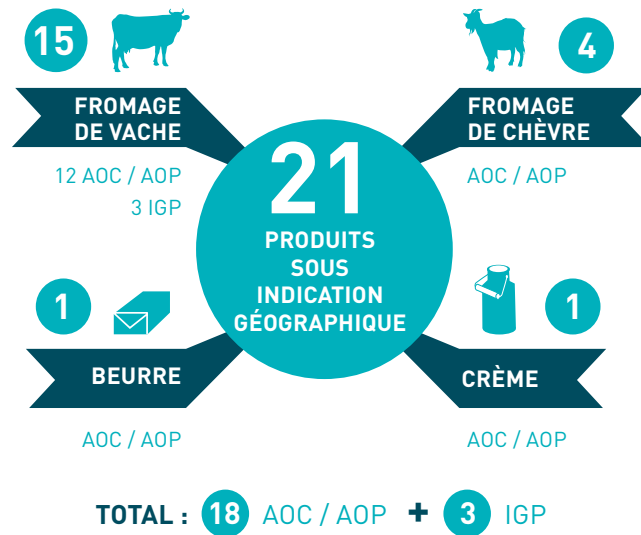 15
FROMAGE
DE VACHE
12 AOC / AOP
3 IGP
4
FROMAGE
DE CHÈVRE
AOC / AOP
21
PRODUITS
SOUS
INDICATION
GÉOGRAPHIQUE
1
BEURRE
AOC / AOP
1
CRÈME
AOC / AOP
TOTAL : 18 AOC / AOP + 3 IGP